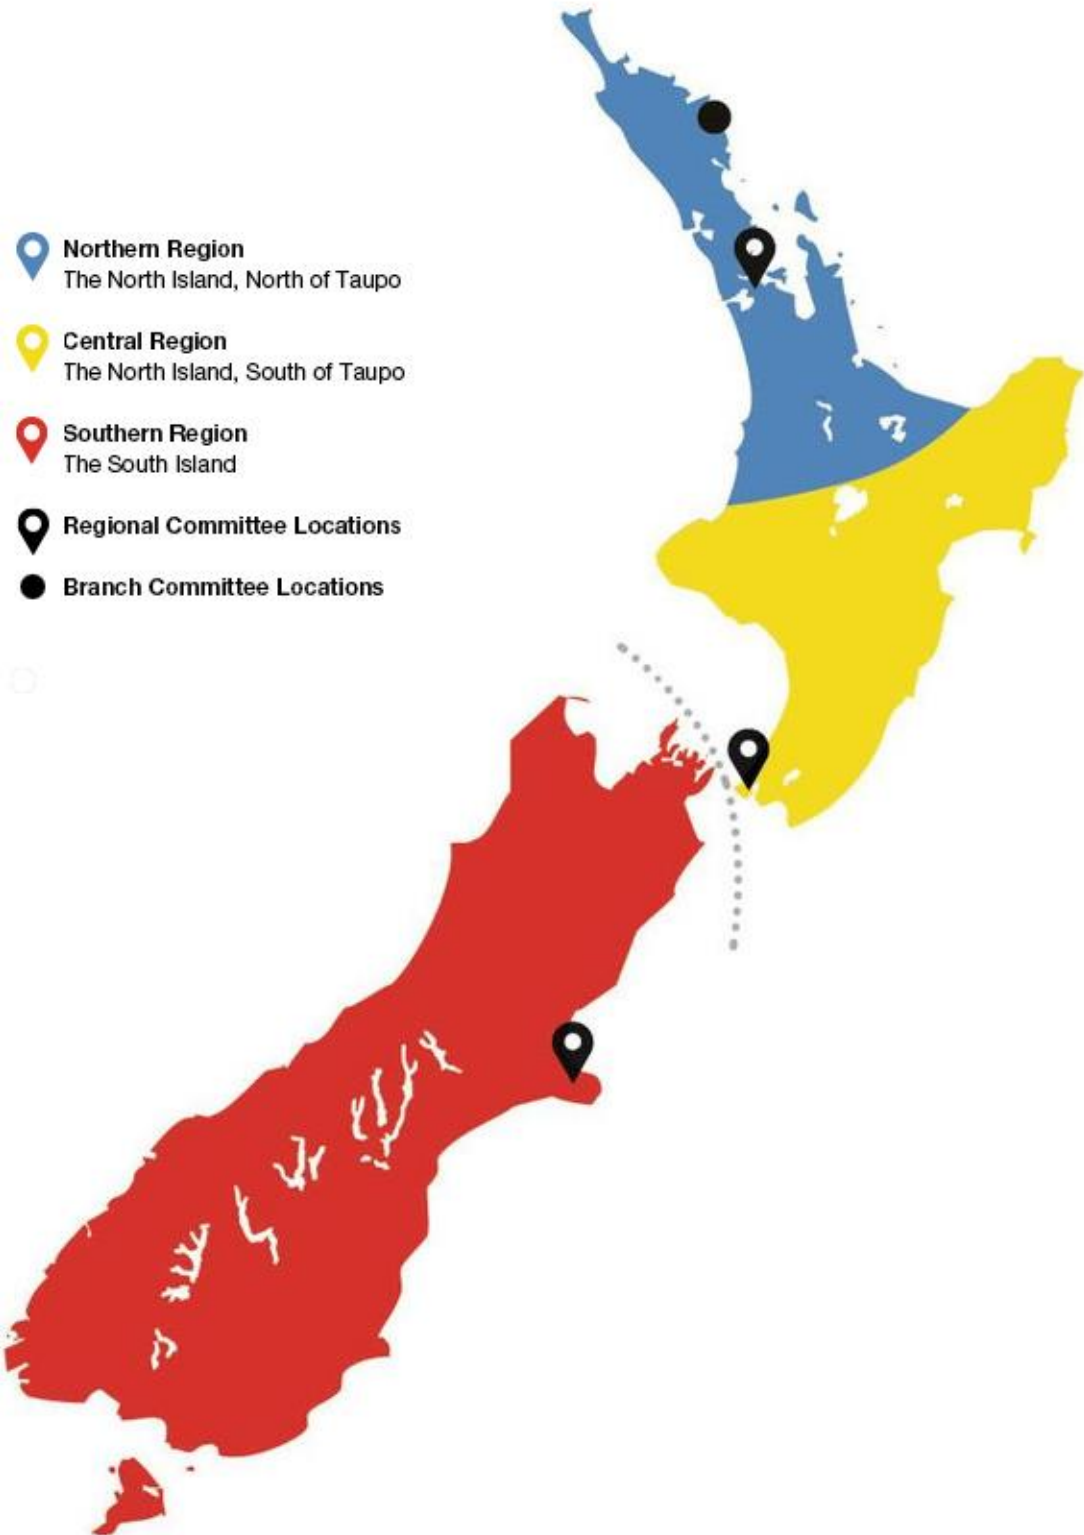 Northern Region
The North Island, North of Taupo
Central Region
The North Island, South of Taupo
Southern Region
The South Island
Regional Committee Locations
Branch Committee Locations